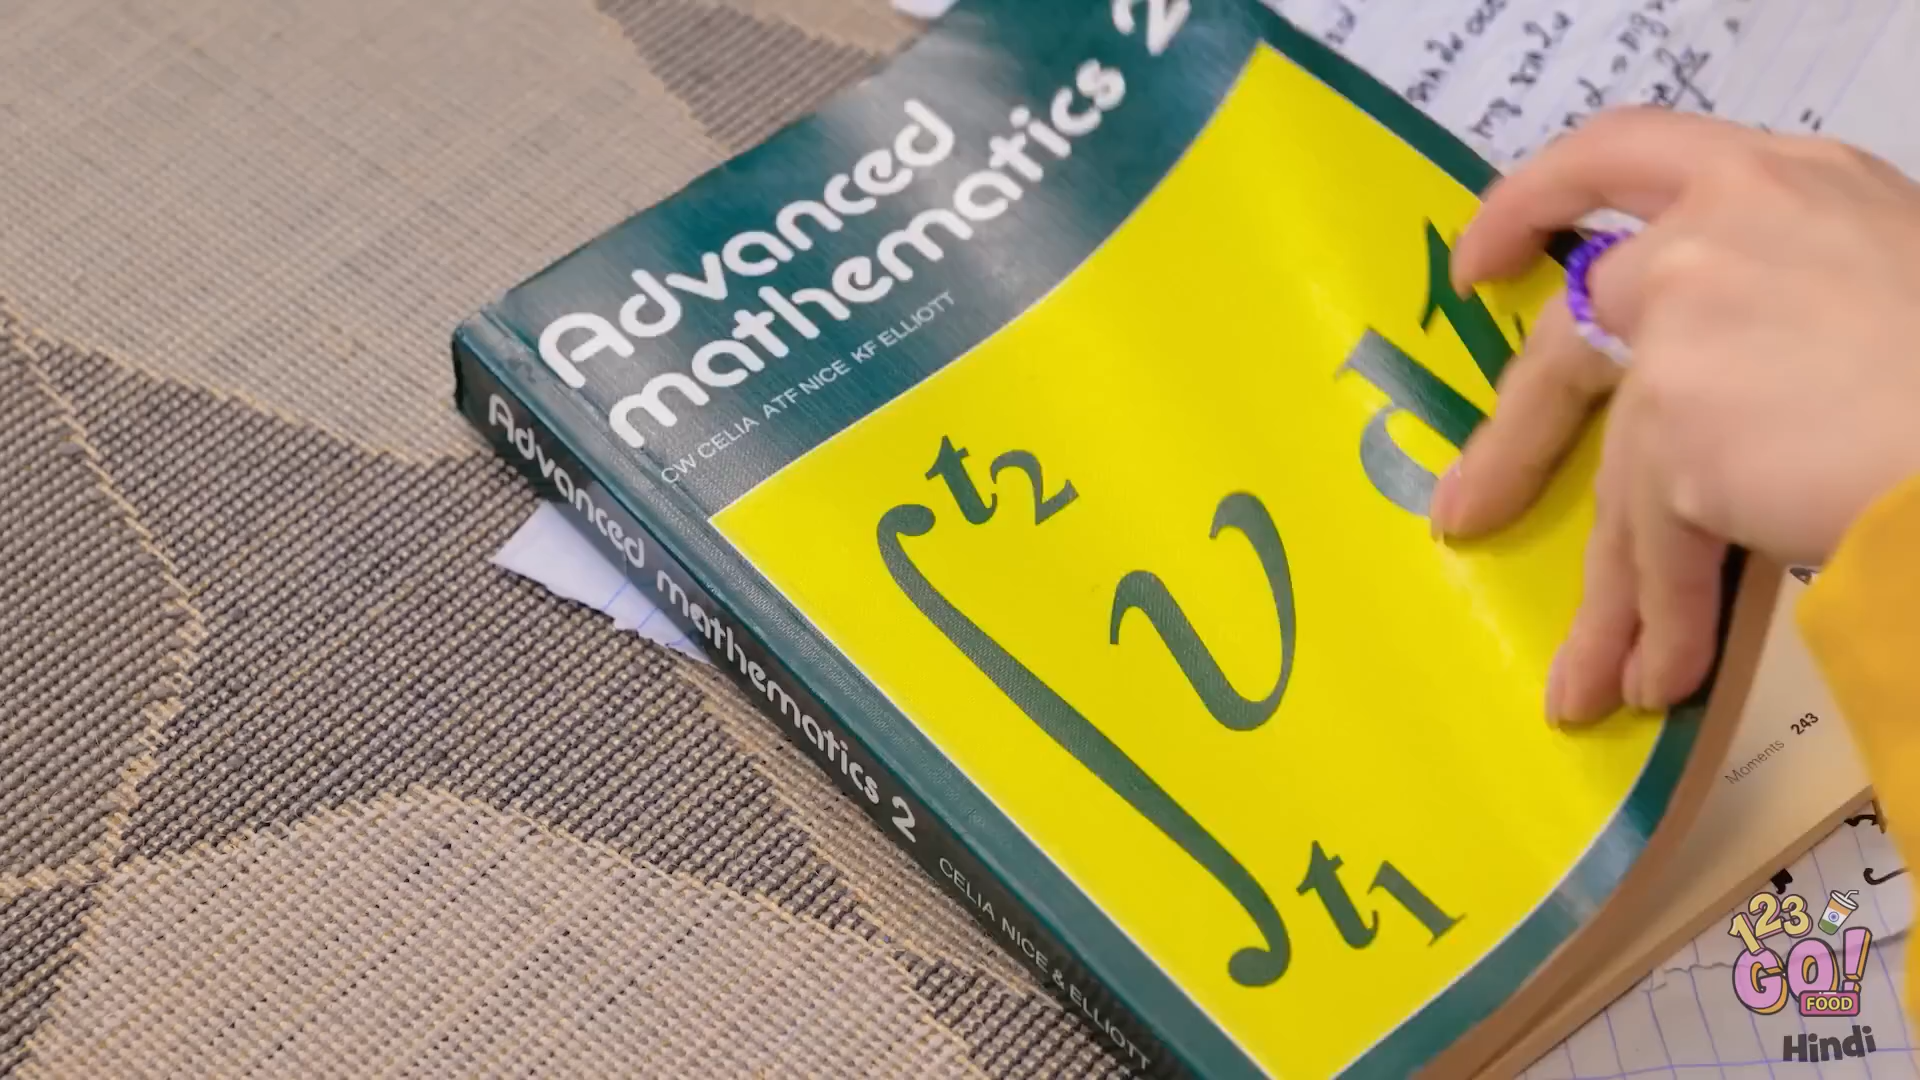 Advanced
mathematics 2
CW CELIA ATF NICE KF ELLIOTT
t2
∫ v dt
t1
Advanced mathematics 2 CELIA NICE & ELLIOTT
Moments 243
123
GO!
FOOD
Hindi